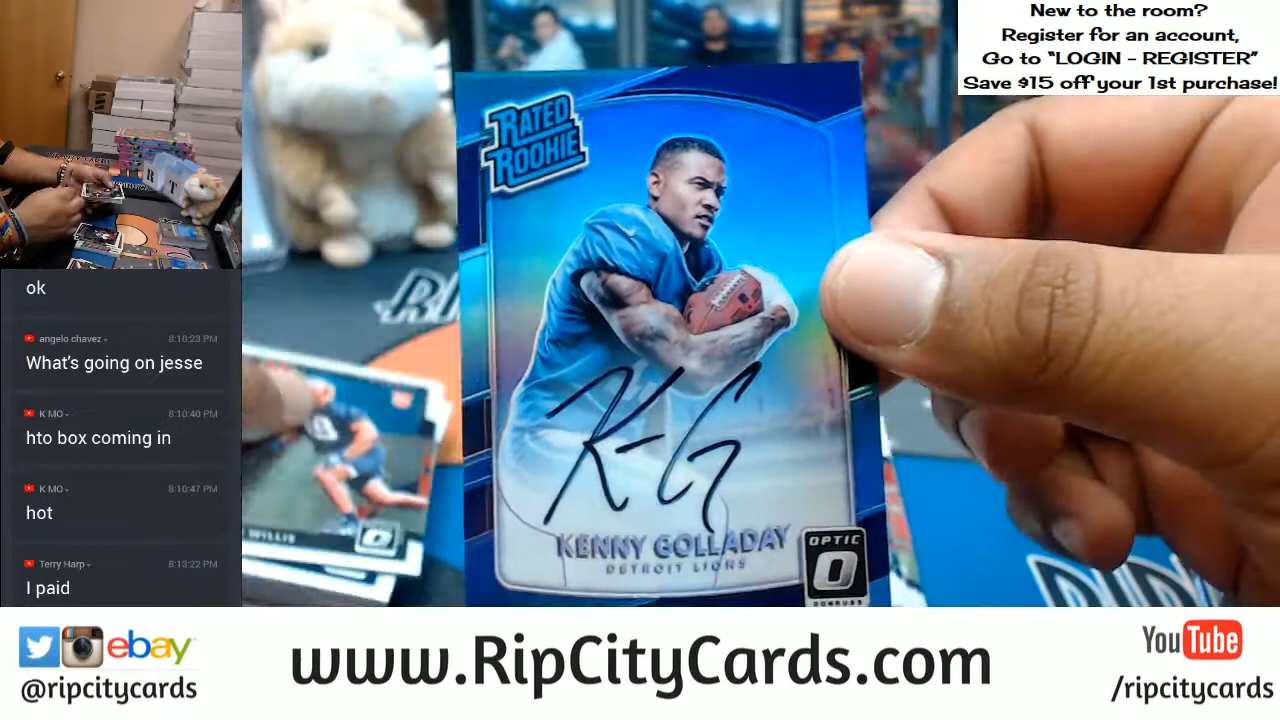 New to the room?
Register for an account,
Go to “LOGIN – REGISTER”
Save $15 off your 1st purchase!
RATED
ROOKIE
K G
KENNY GOLLADAY
DETROIT LIONS
OPTIC
O
DONRUSS
WILLIS
R T
ok
angelo chavez
8:10:23 PM
What's going on jesse
K MO
8:10:40 PM
hto box coming in
K MO
8:10:47 PM
hot
Terry Harp
8:13:22 PM
I paid
ebay
@ripcitycards
www.RipCityCards.com
YouTube
/ripcitycards